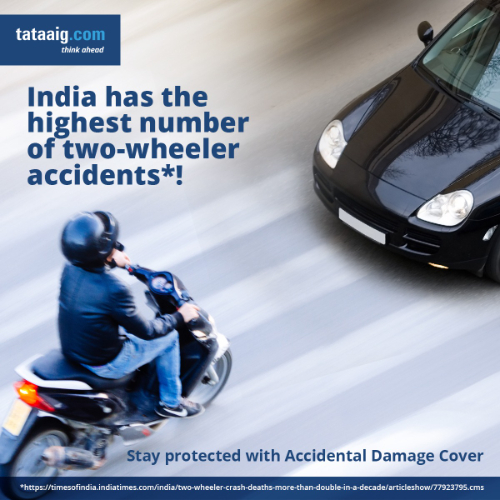 tataaig.com
think ahead
India has the
highest number
of two-wheeler
accidents*!
Stay protected with Accidental Damage Cover
*https://timesofindia.indiatimes.com/india/two-wheeler-crash-deaths-more-than-double-in-a-decade/articleshow/77923795.cms